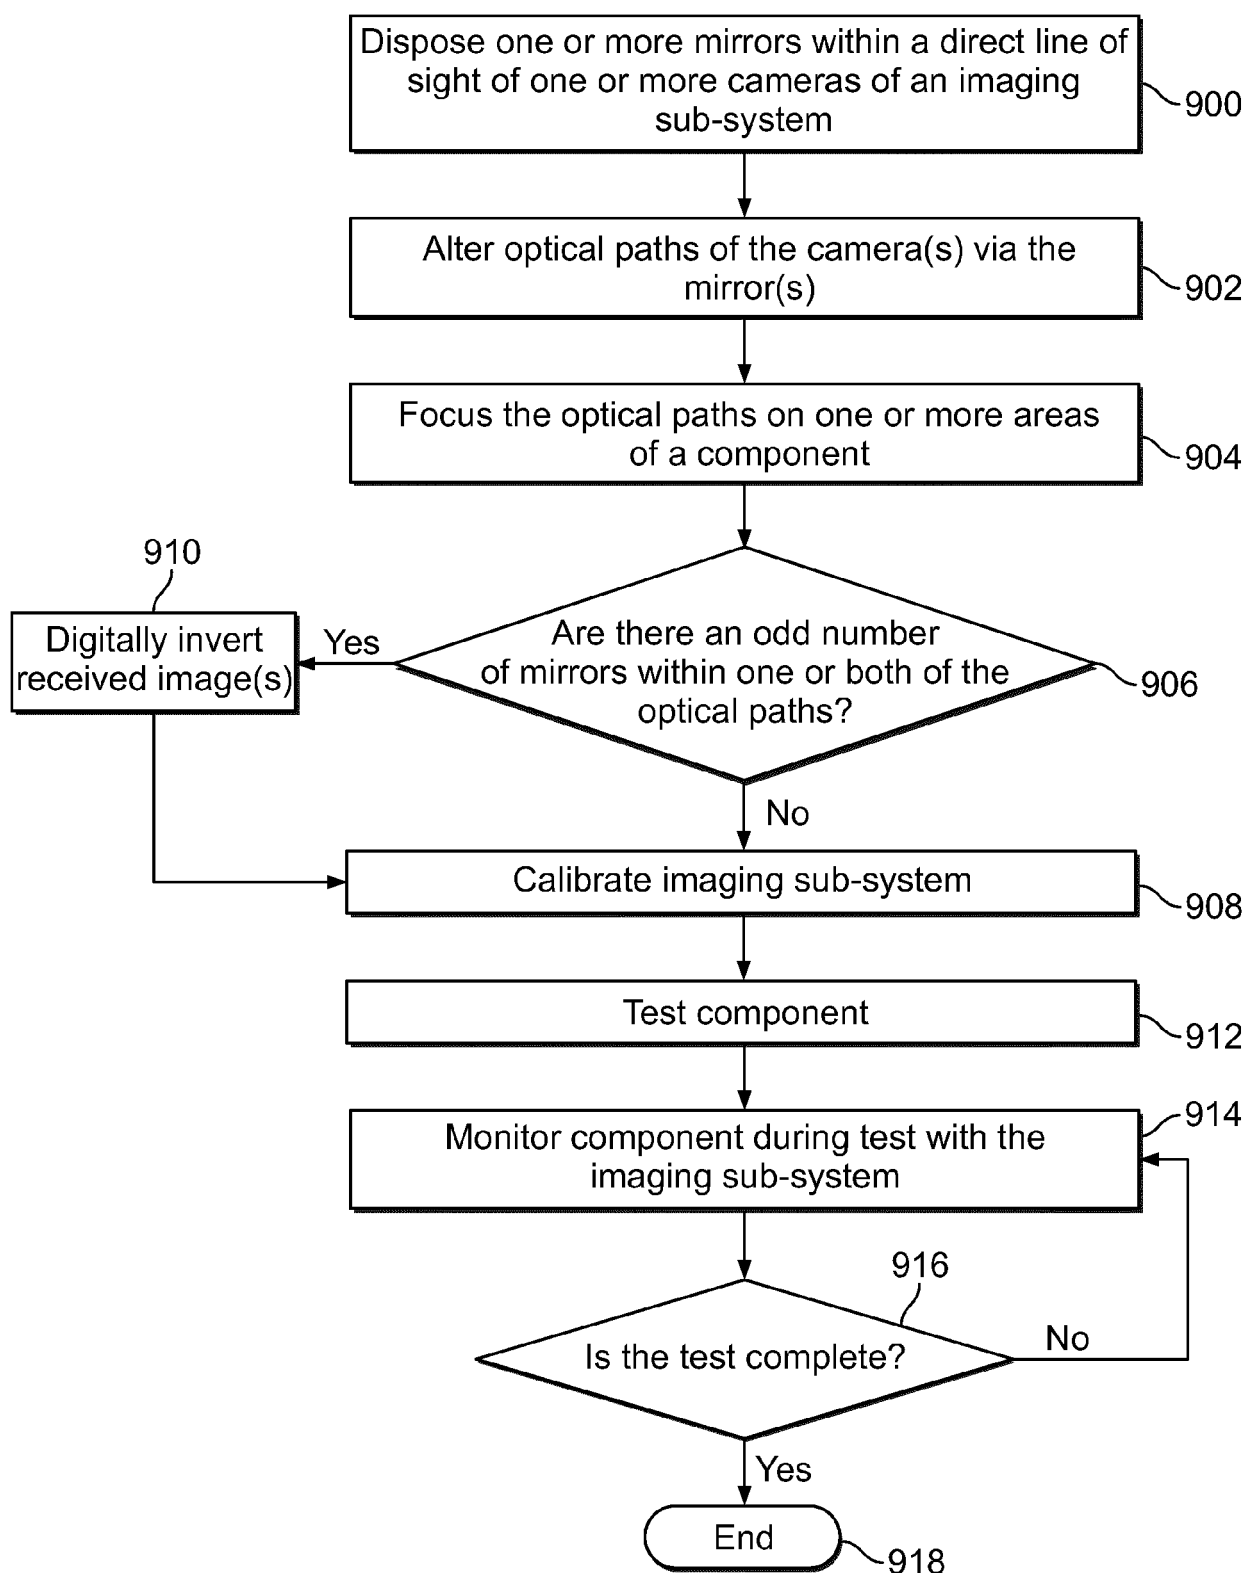 Dispose one or more mirrors within a direct line of
sight of one or more cameras of an imaging
sub-system
900
Alter optical paths of the camera(s) via the
mirror(s)
902
Focus the optical paths on one or more areas
of a component
904
910
Digitally invert
received image(s)
Yes
Are there an odd number
of mirrors within one or both of the
optical paths?
906
No
Calibrate imaging sub-system
908
Test component
912
Monitor component during test with the
imaging sub-system
914
916
Is the test complete?
No
Yes
End
918